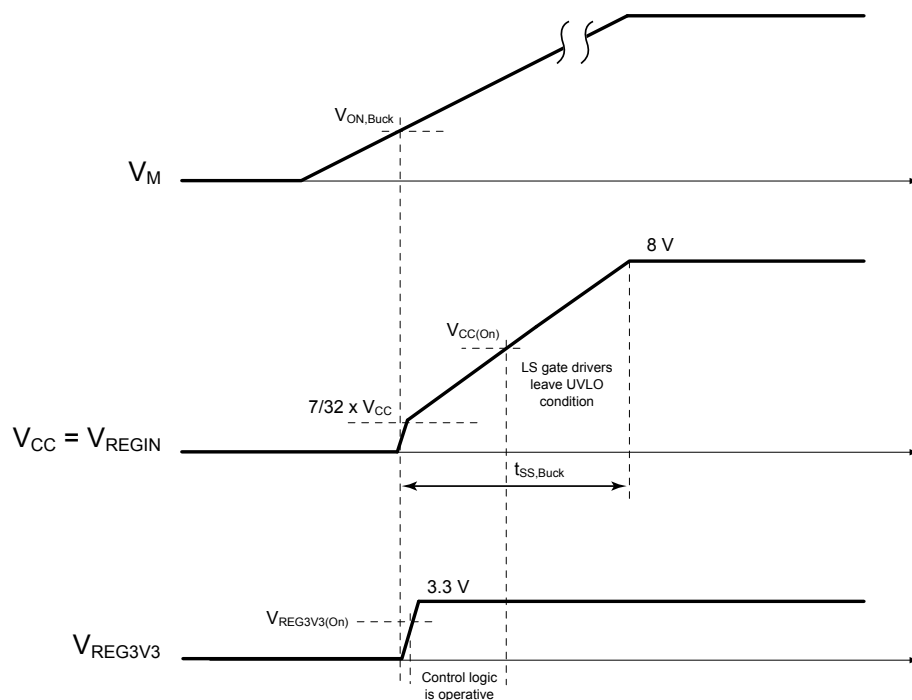 V_ON,Buck
V_M
8 V
V_CC(On)
LS gate drivers
leave UVLO
condition
7/32 x V_CC
V_CC = V_REGIN
t_SS,Buck
3.3 V
V_REG3V3(On)
V_REG3V3
Control logic
is operative